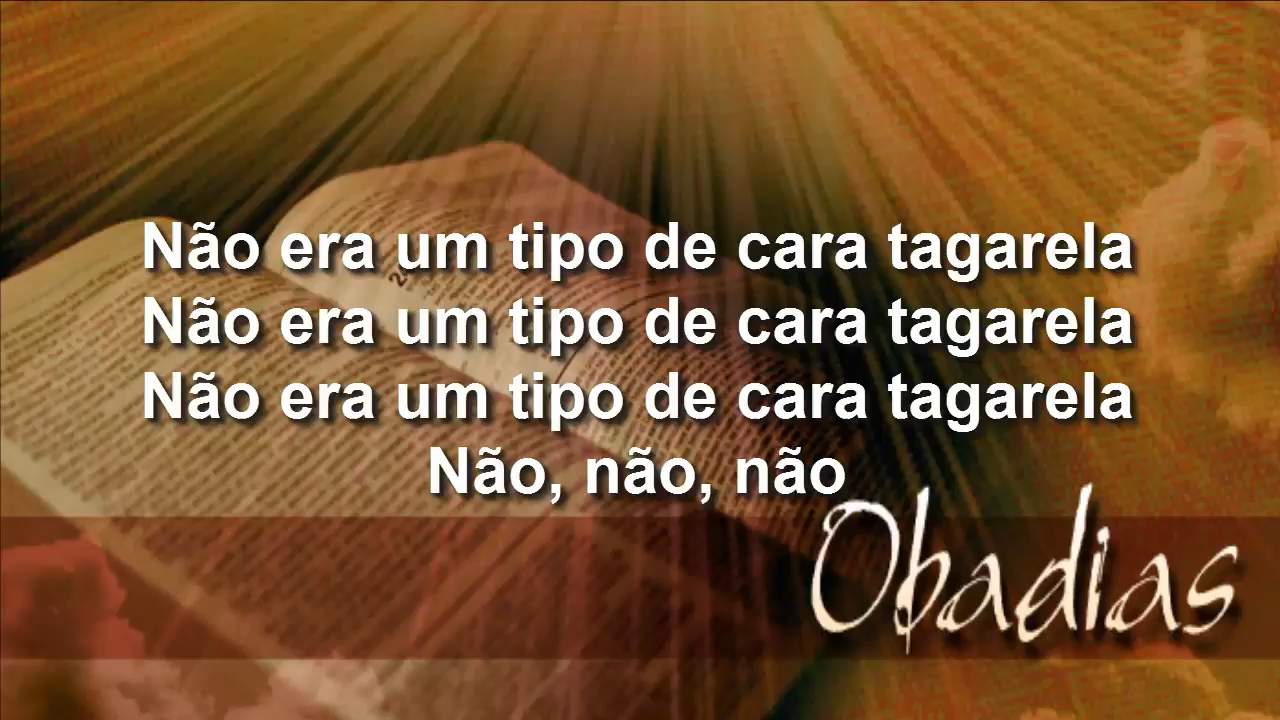 Não era um tipo de cara tagarela
Não era um tipo de cara tagarela
Não era um tipo de cara tagarela
Não, não, não
Obadias